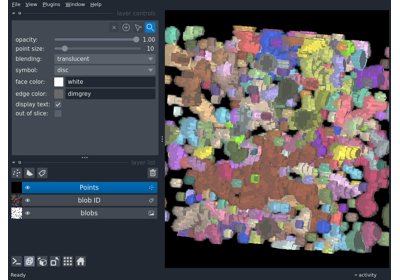 File View Plugins Window Help
layer controls
opacity: 1.00
point size: 10
blending: translucent
symbol: disc
face color: white
edge color: dimgrey
display text:
out of slice:
layer list
Points
blob ID
blobs
Ready
activity